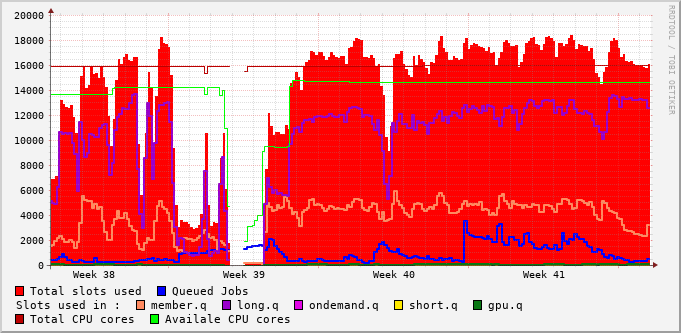 20000
18000
16000
14000
12000
10000
8000
6000
4000
2000
0
Week 38 Week 39 Week 40 Week 41
Total slots used Queued Jobs
Slots used in : member.q long.q ondemand.q short.q gpu.q
Total CPU cores Availale CPU cores
RRDTOOL / TOBI OETIKER